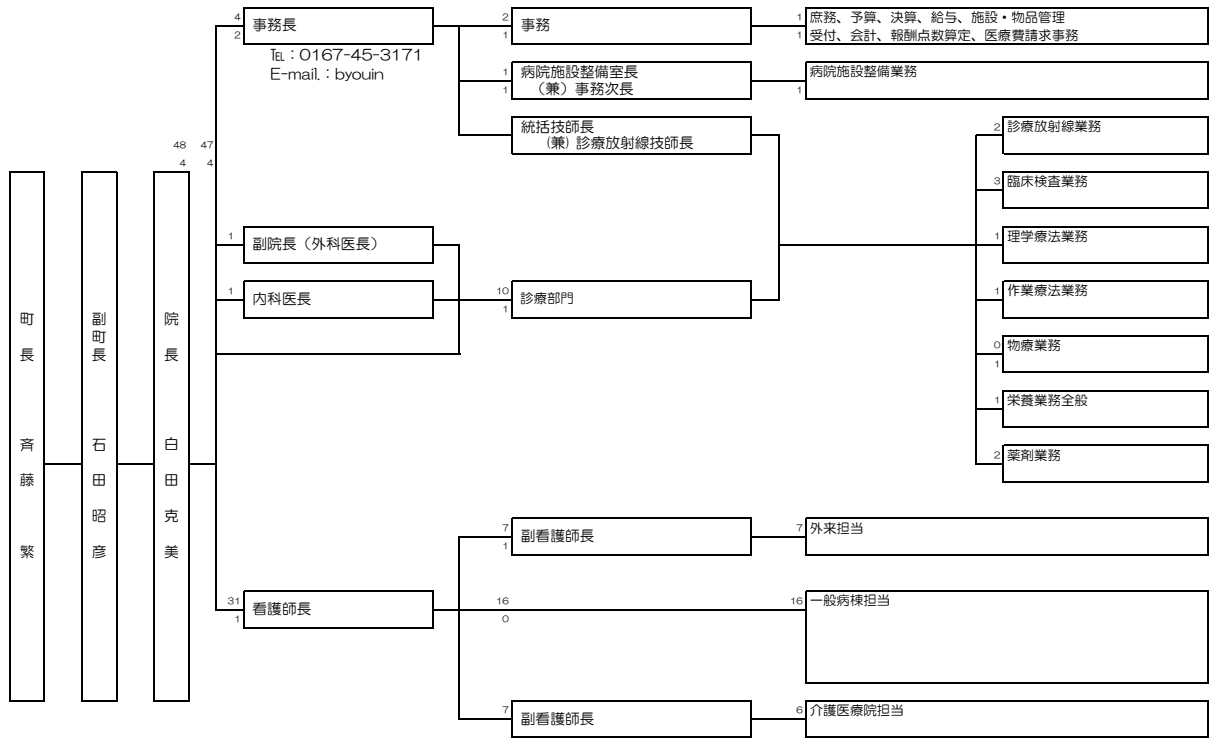 4
2
事務長
℡：0167-45-3171
E-mail.：byouin
2
1
事務
1
1
庶務、予算、決算、給与、施設・物品管理
受付、会計、報酬点数算定、医療費請求事務
1
1
病院施設整備室長
（兼）事務次長
1
病院施設整備業務
統括技師長
(兼) 診療放射線技師長
2
診療放射線業務
3
臨床検査業務
1
理学療法業務
1
作業療法業務
0
1
物療業務
1
栄養業務全般
2
薬剤業務
48
4
47
4
町長 斉藤 繁
副町長 石田昭彦
院長 白田克美
1
副院長（外科医長）
1
内科医長
10
1
診療部門
31
1
看護師長
7
1
副看護師長
7
外来担当
16
0
16
一般病棟担当
7
副看護師長
6
介護医療院担当